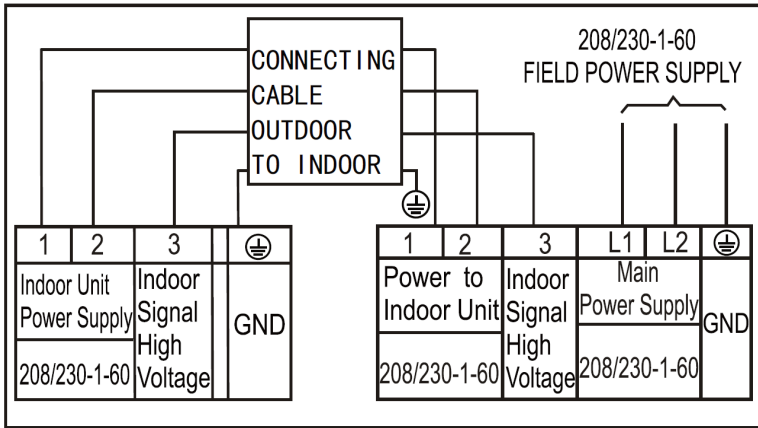 CONNECTING
CABLE
OUTDOOR
TO INDOOR
208/230-1-60
FIELD POWER SUPPLY
1 2 3
Indoor Unit
Power Supply
208/230-1-60
Indoor
Signal
High
Voltage
GND
1 2 3 L1 L2
Power to
Indoor Unit
208/230-1-60
Indoor
Signal
High
Voltage
Main
Power Supply
208/230-1-60
GND